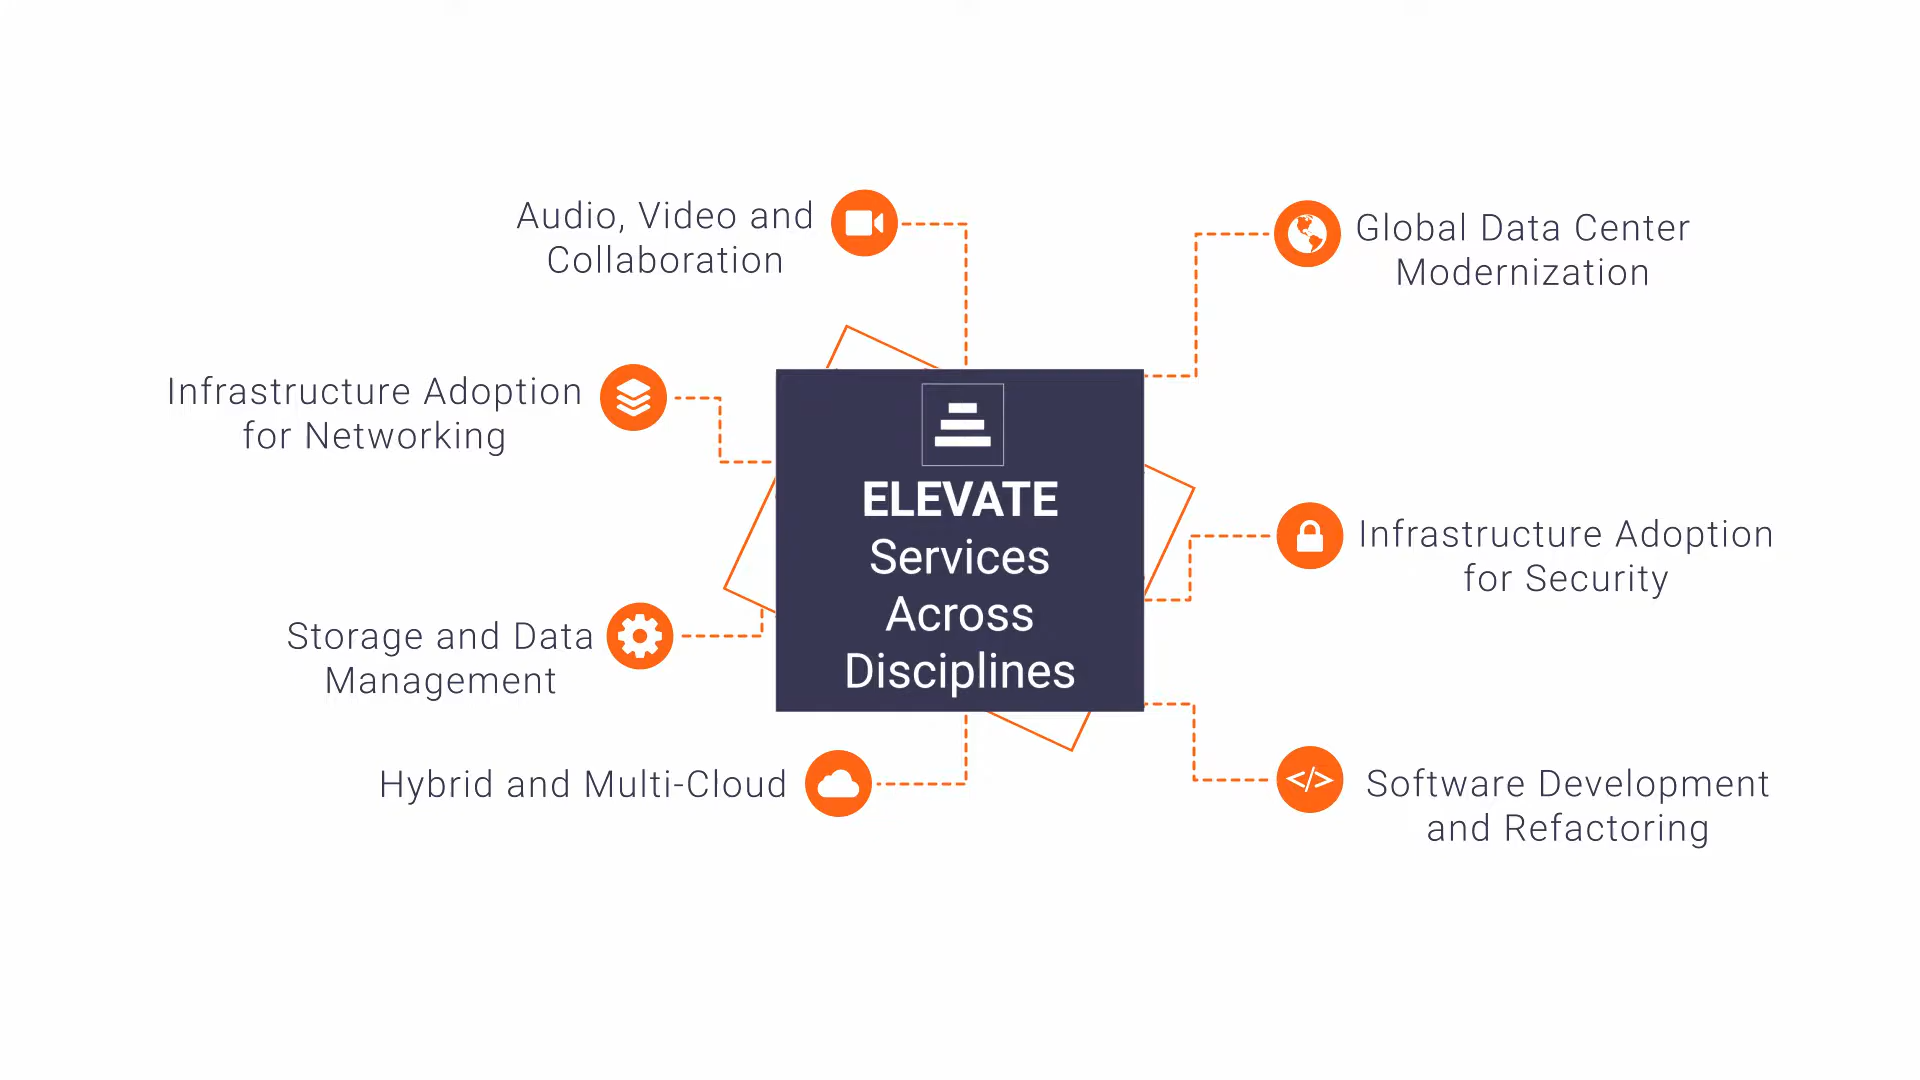 Audio, Video and
Collaboration
Global Data Center
Modernization
Infrastructure Adoption
for Networking
ELEVATE
Services
Across
Disciplines
Infrastructure Adoption
for Security
Storage and Data
Management
Hybrid and Multi-Cloud
</>
Software Development
and Refactoring